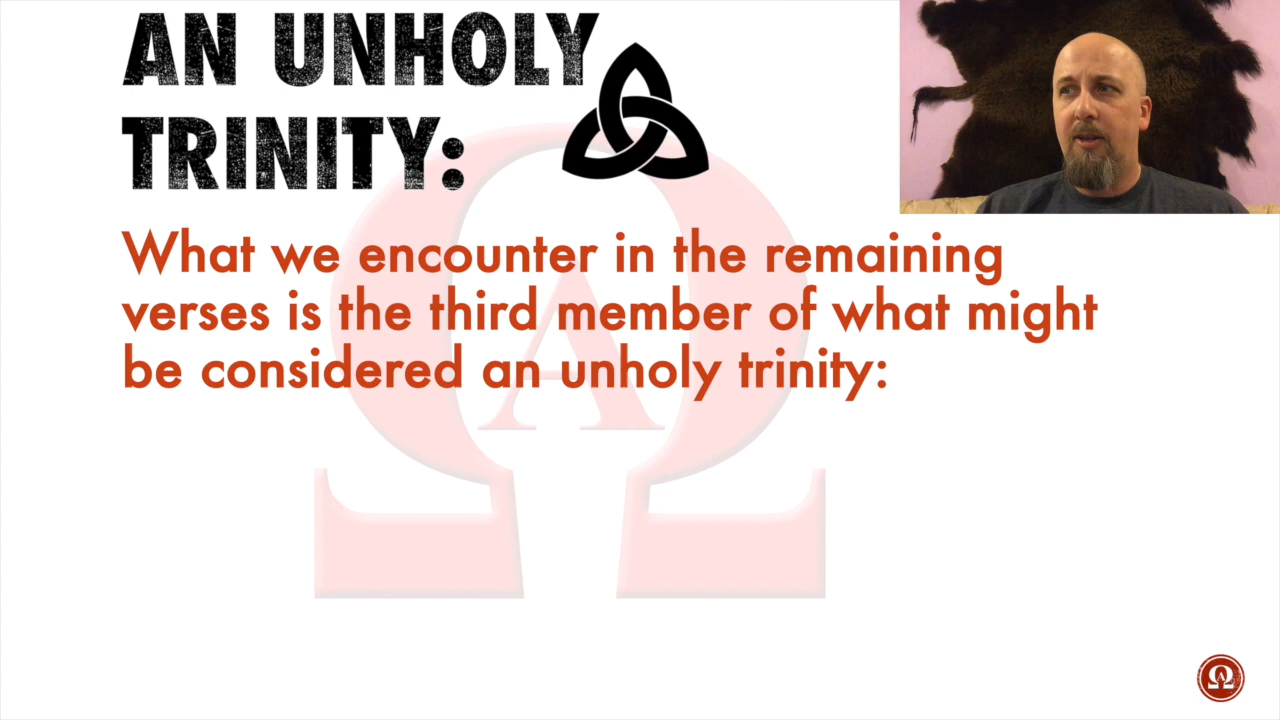 AN UNHOLY
TRINITY:
What we encounter in the remaining
verses is the third member of what might
be considered an unholy trinity: